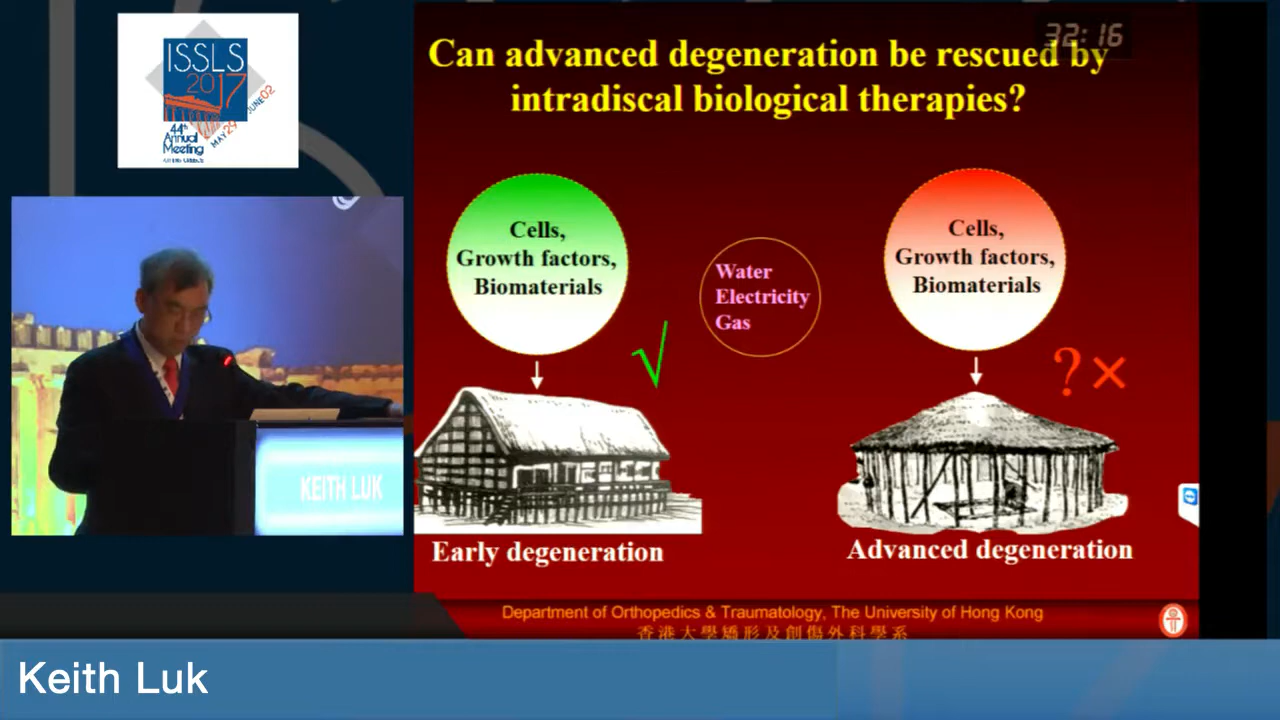 ISSLS
2017
44th
Annual
Meeting
MAY 29 JUNE 02
32:16
Can advanced degeneration be rescued by
intradiscal biological therapies?
Cells,
Growth factors,
Biomaterials
Water
Electricity
Gas
Cells,
Growth factors,
Biomaterials
√
?×
Early degeneration
Advanced degeneration
KEITH LUK
Department of Orthopedics & Traumatology, The University of Hong Kong
香港大學矯形及創傷外科學系
Keith Luk